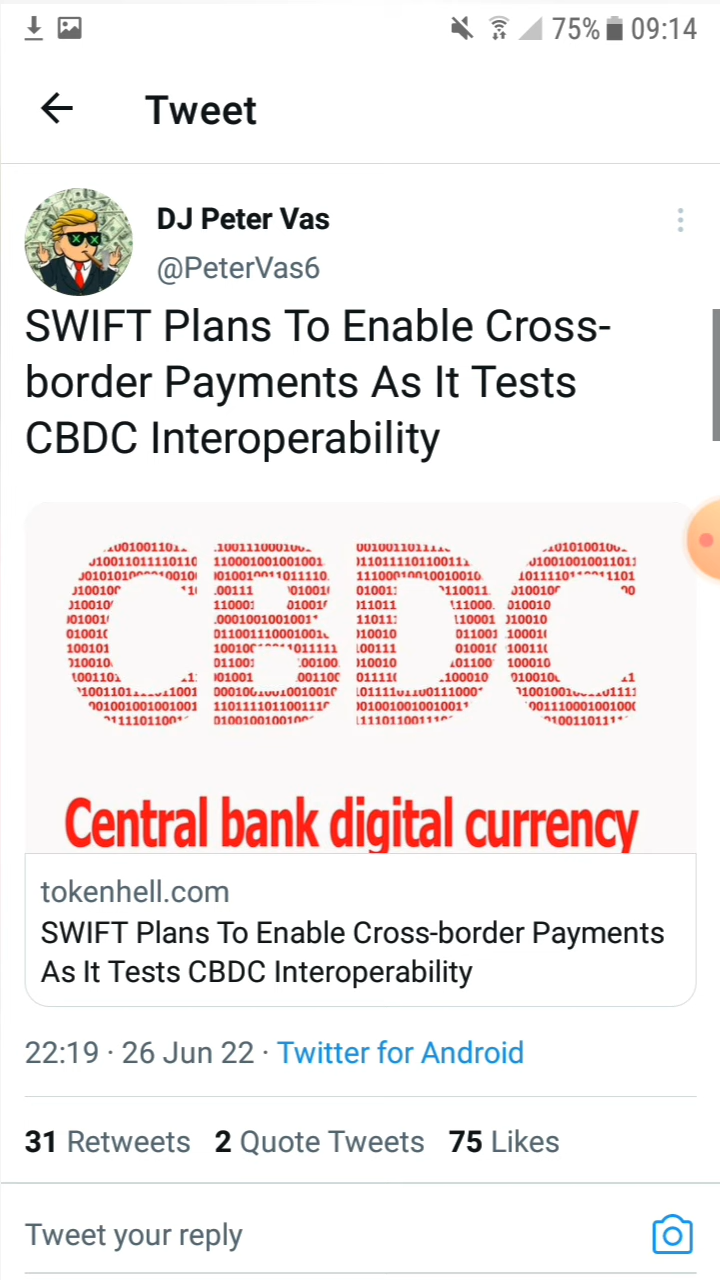 75% 09:14
Tweet
DJ Peter Vas
@PeterVas6
SWIFT Plans To Enable Cross-
border Payments As It Tests
CBDC Interoperability
CBDC
Central bank digital currency
tokenhell.com
SWIFT Plans To Enable Cross-border Payments
As It Tests CBDC Interoperability
22:19 · 26 Jun 22 · Twitter for Android
31 Retweets 2 Quote Tweets 75 Likes
Tweet your reply